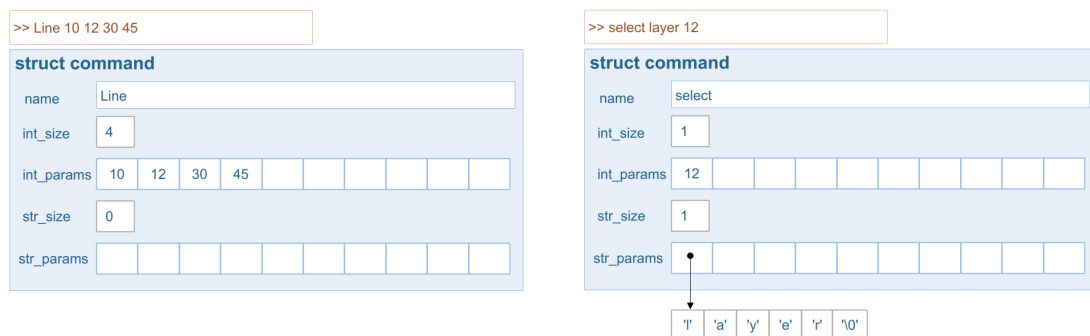 >> Line 10 12 30 45
struct command
name Line
int_size 4
int_params 10 12 30 45
str_size 0
str_params
>> select layer 12
struct command
name select
int_size 1
int_params 12
str_size 1
str_params
'l' 'a' 'y' 'e' 'r' '\0'